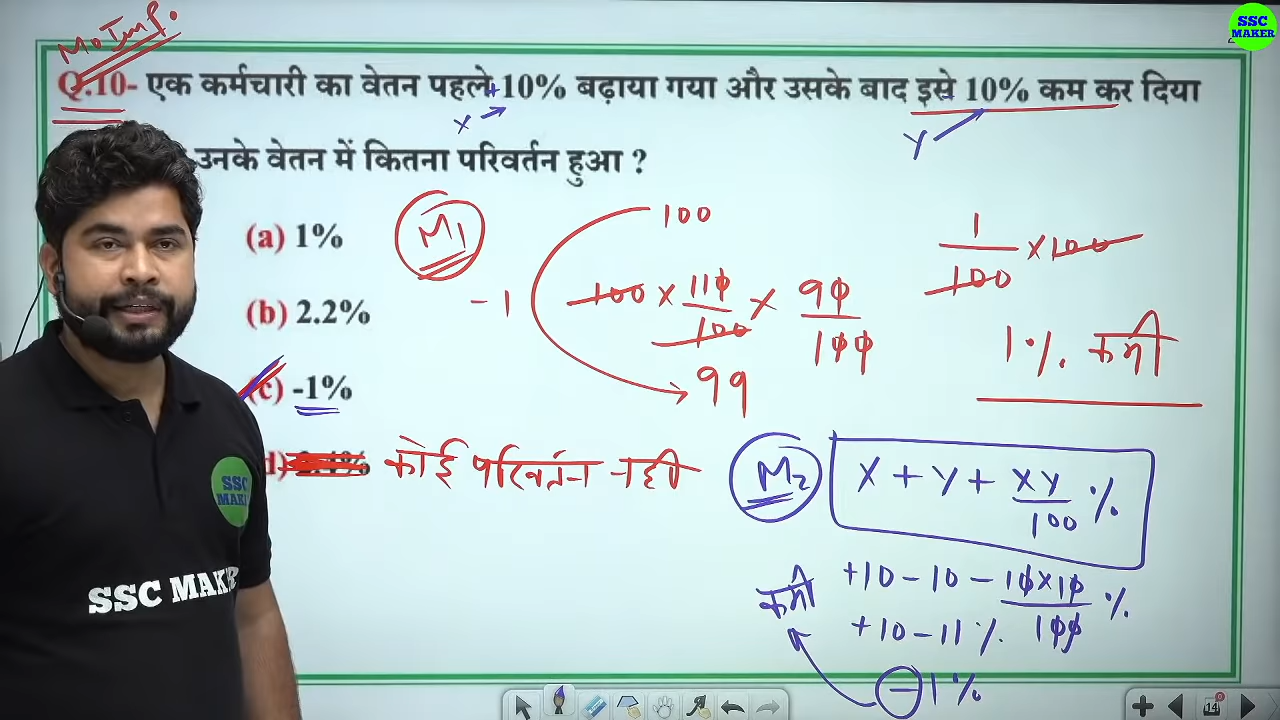 Mo Imp.
SSC
MAKER
Q.10- एक कर्मचारी का वेतन पहले 10% बढ़ाया गया और उसके बाद इसे 10% कम कर दिया
+
x
y
उनके वेतन में कितना परिवर्तन हुआ ?
(a) 1%
M1
100
100 × 110/100 × 90/100
-1
99
1/100 × 100
1% कमी
(b) 2.2%
(c) -1%
d) कोई परिवर्तन नही
M2
x + y + xy/100 %
कमी
+10 - 10 - 10×10/100 %
+10 - 11%
-1%
SSC
SSC MAKER
14